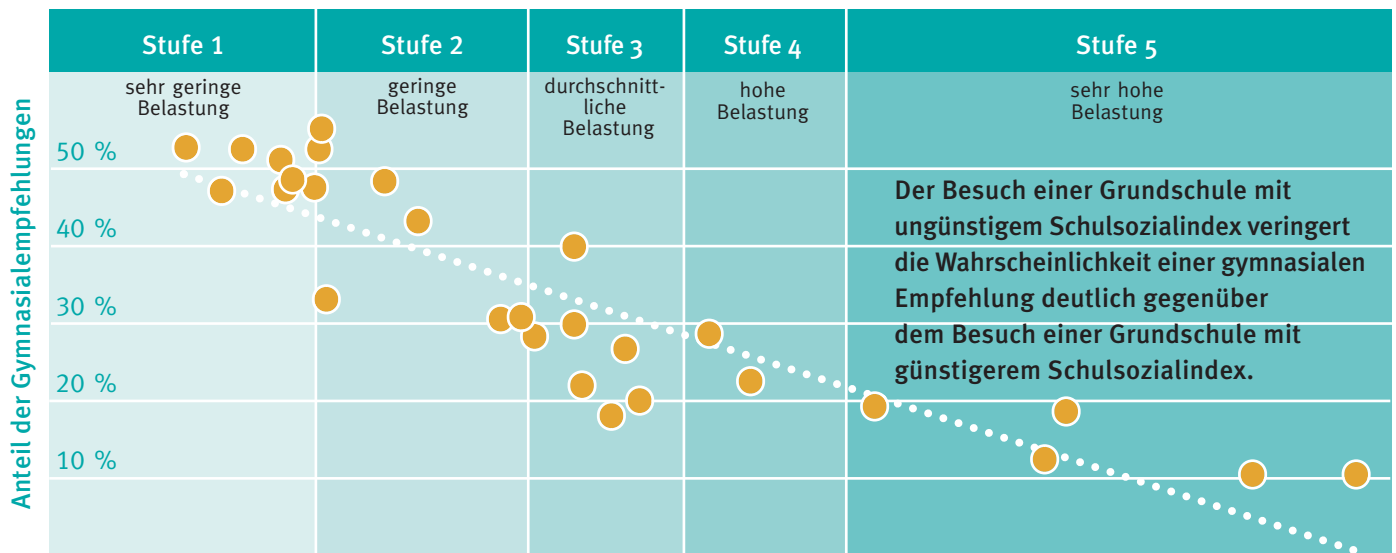 Stufe 1
Stufe 2
Stufe 3
Stufe 4
Stufe 5
sehr geringe
Belastung
geringe
Belastung
durchschnitt-
liche
Belastung
hohe
Belastung
sehr hohe
Belastung
Anteil der Gymnasialempfehlungen
50 %
40 %
30 %
20 %
10 %
Der Besuch einer Grundschule mit
ungünstigem Schulsozialindex veringert
die Wahrscheinlichkeit einer gymnasialen
Empfehlung deutlich gegenüber
dem Besuch einer Grundschule mit
günstigerem Schulsozialindex.